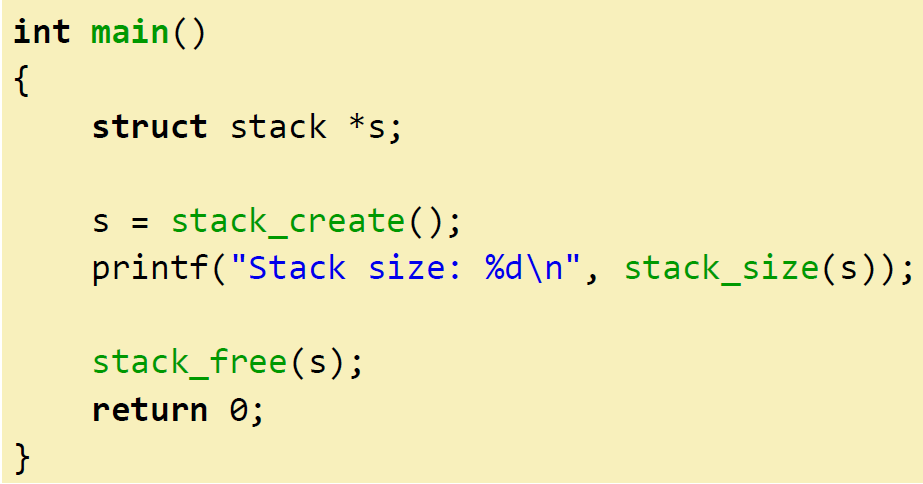 int main()
{
    struct stack *s;

    s = stack_create();
    printf("Stack size: %d\n", stack_size(s));

    stack_free(s);
    return 0;
}